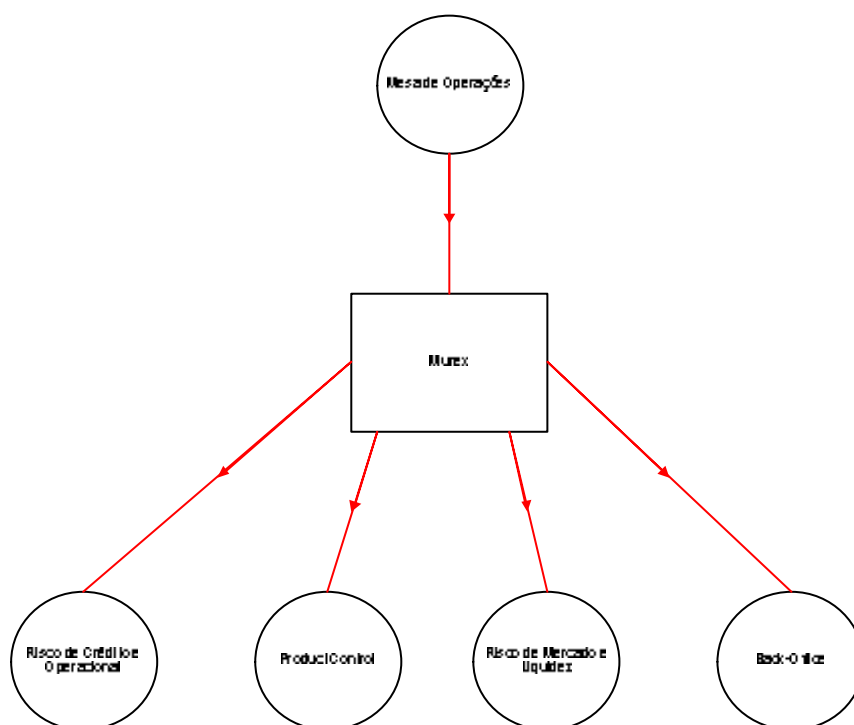 Mesa de Operações
Murex
Risco de Crédito e
Operacional
Product Control
Risco de Mercado e
Liquidez
Back-Office